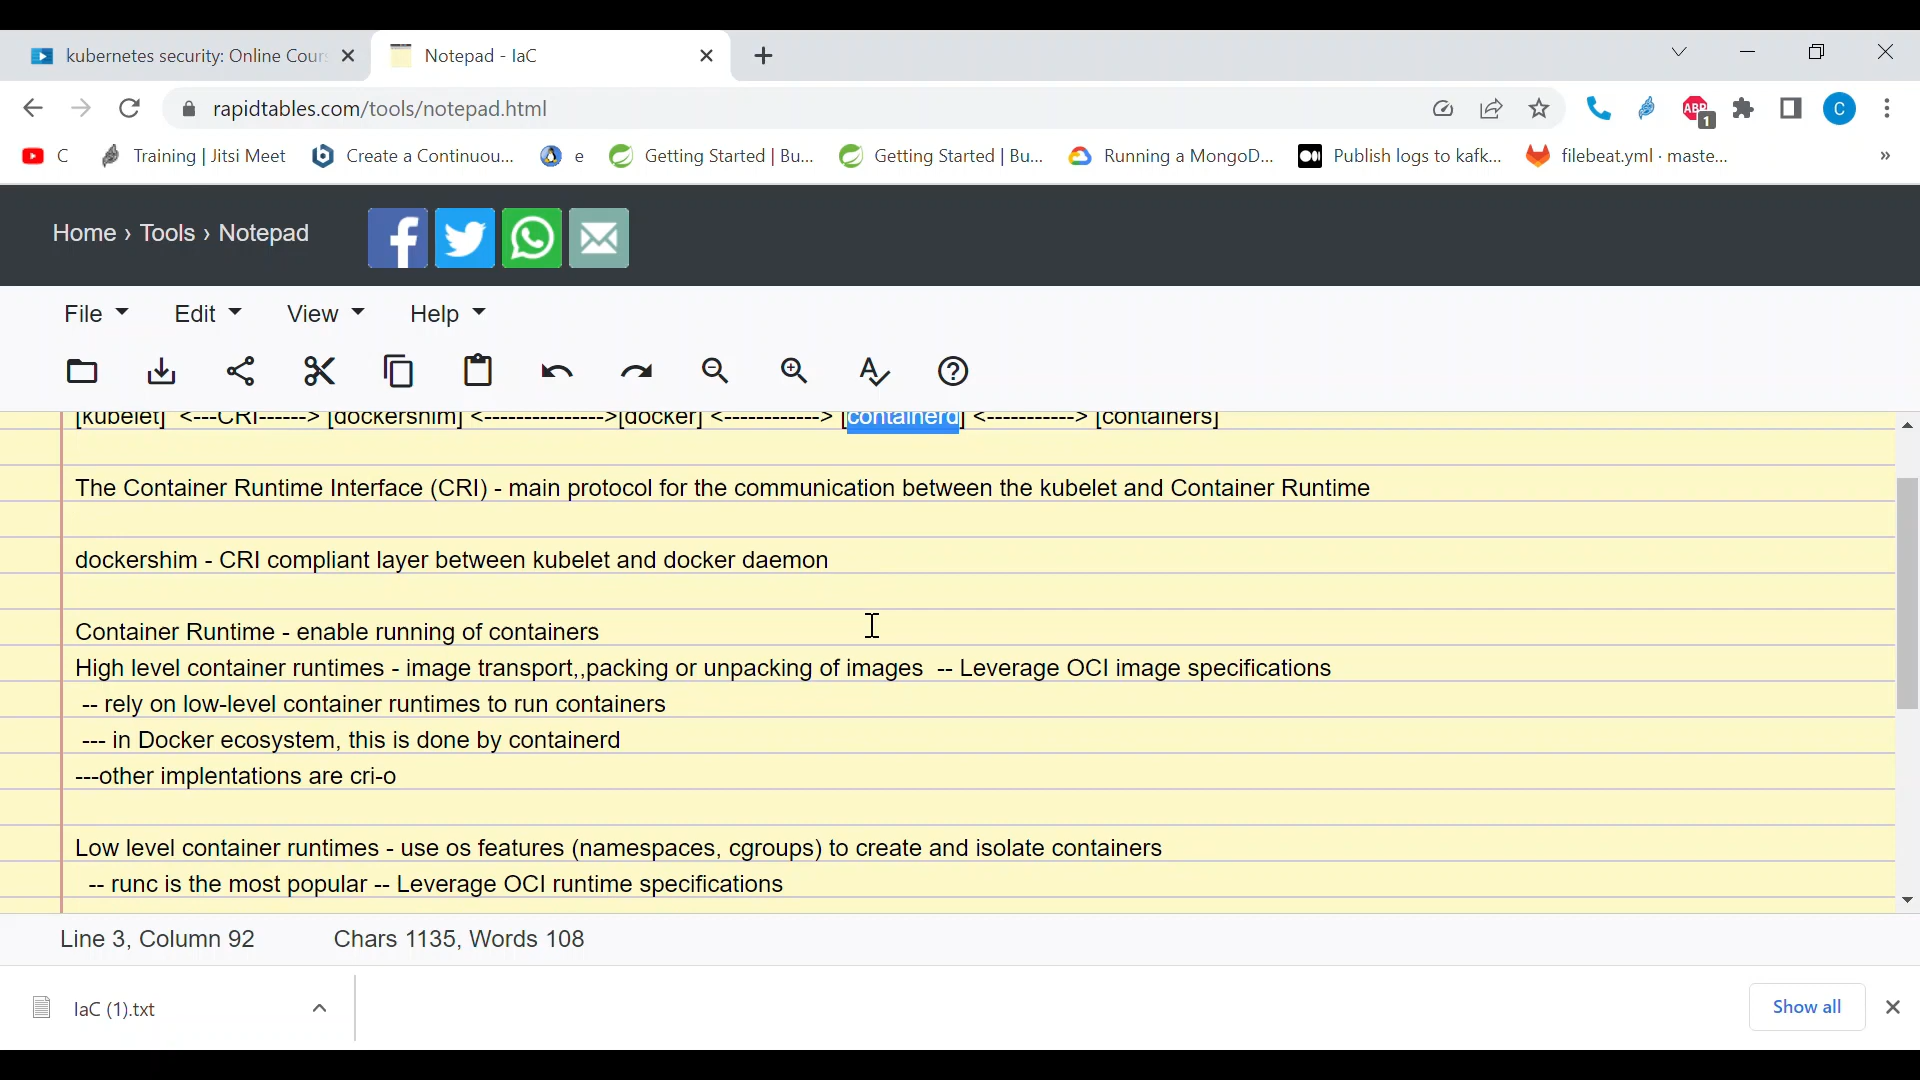 kubernetes security: Online Cour
Notepad - IaC
rapidtables.com/tools/notepad.html
ABP
1
C
C
Training | Jitsi Meet
Create a Continuou...
e
Getting Started | Bu...
Getting Started | Bu...
Running a MongoD...
Publish logs to kafk...
filebeat.yml · maste...
»
Home › Tools › Notepad
File
Edit
View
Help
[kubelet] <---CRI------> [dockershim] <--------------->[docker] <------------> [containerd] <-----------> [containers]
The Container Runtime Interface (CRI) - main protocol for the communication between the kubelet and Container Runtime
dockershim - CRI compliant layer between kubelet and docker daemon
Container Runtime - enable running of containers
High level container runtimes - image transport,,packing or unpacking of images -- Leverage OCI image specifications
-- rely on low-level container runtimes to run containers
--- in Docker ecosystem, this is done by containerd
---other implentations are cri-o
Low level container runtimes - use os features (namespaces, cgroups) to create and isolate containers
-- runc is the most popular -- Leverage OCI runtime specifications
Line 3, Column 92
Chars 1135, Words 108
IaC (1).txt
Show all